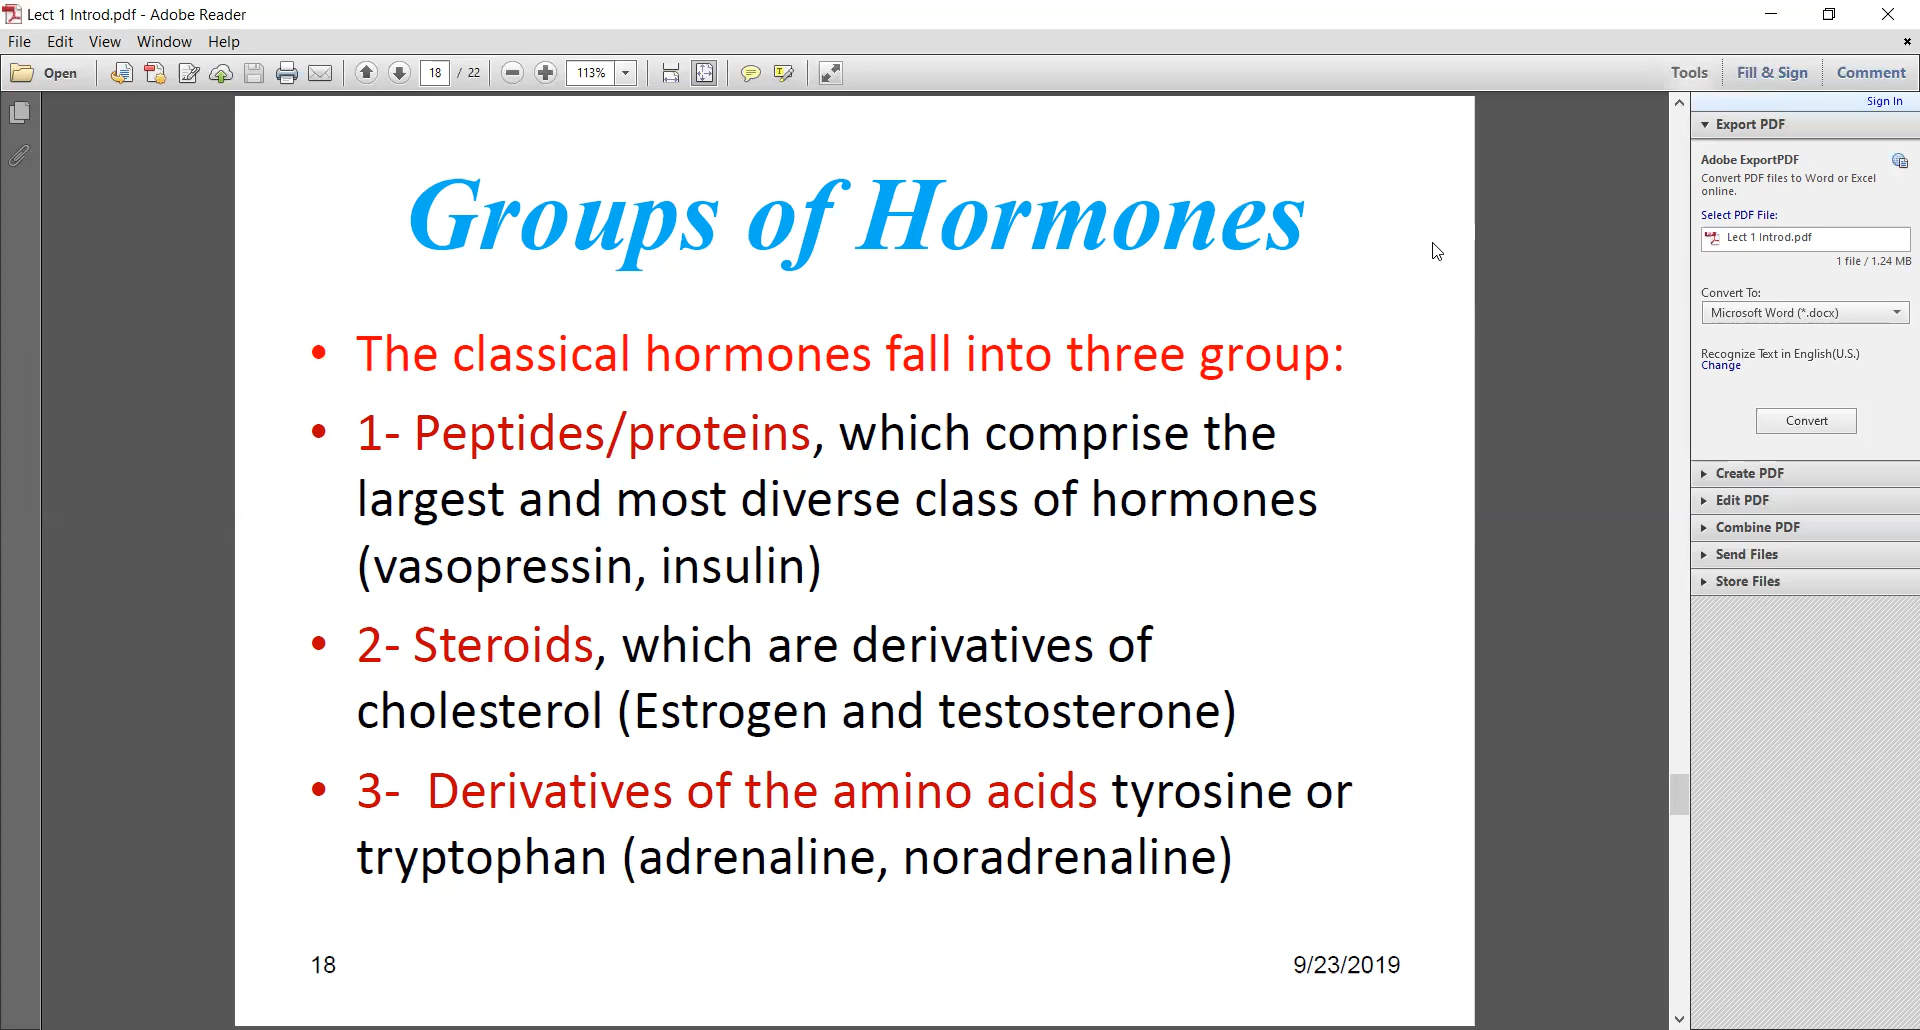 Lect 1 Introd.pdf - Adobe Reader
File Edit View Window Help
Open 18 / 22 113% Tools Fill & Sign Comment
Sign In
Export PDF
Adobe ExportPDF
Convert PDF files to Word or Excel
online.
Select PDF File:
Lect 1 Introd.pdf
1 file / 1.24 MB
Convert To:
Microsoft Word (*.docx)
Recognize Text in English(U.S.)
Change
Convert
Create PDF
Edit PDF
Combine PDF
Send Files
Store Files
Groups of Hormones
• The classical hormones fall into three group:
• 1- Peptides/proteins, which comprise the
largest and most diverse class of hormones
(vasopressin, insulin)
• 2- Steroids, which are derivatives of
cholesterol (Estrogen and testosterone)
• 3- Derivatives of the amino acids tyrosine or
tryptophan (adrenaline, noradrenaline)
18 9/23/2019